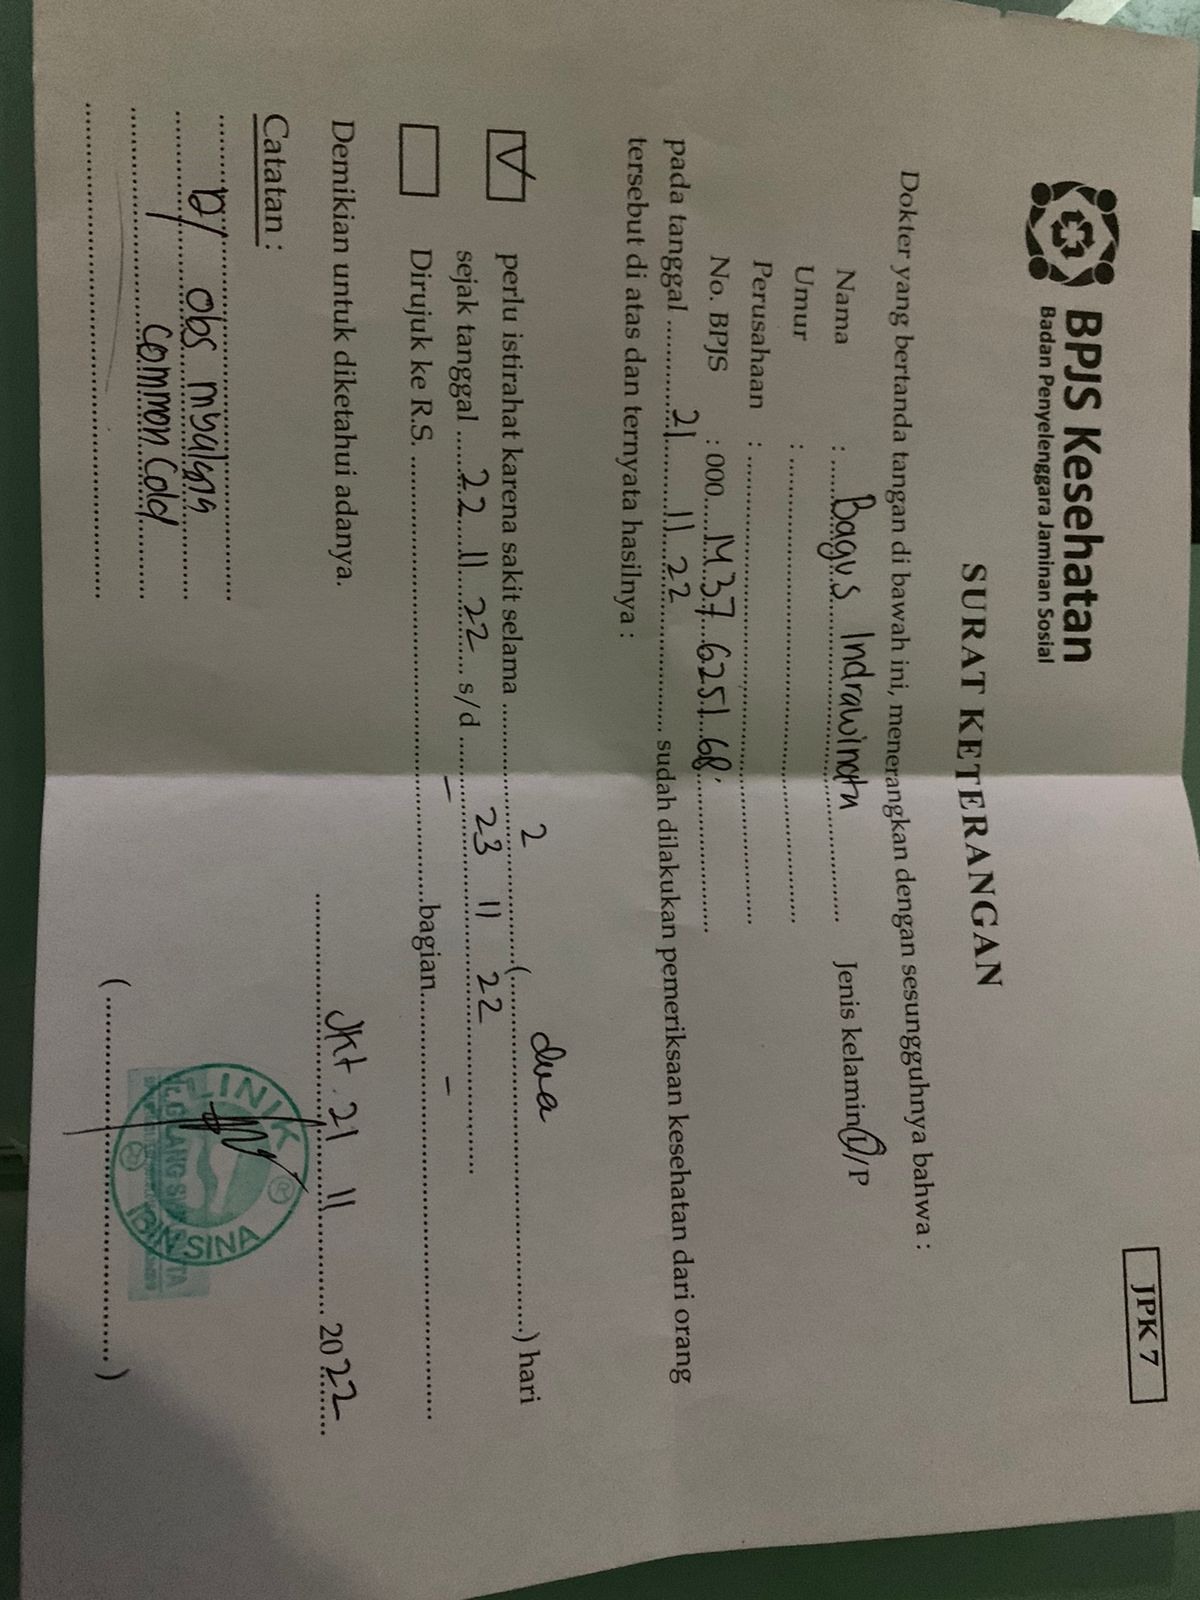 BPJS Kesehatan
Badan Penyelenggara Jaminan Sosial
JPK 7
SURAT KETERANGAN
Dokter yang bertanda tangan di bawah ini, menerangkan dengan sesungguhnya bahwa :
Nama : Bagus Indrawinatu Jenis kelamin L/P
Umur :
Perusahaan :
No. BPJS : 000 1437 6251 68
pada tanggal 21 11 22 sudah dilakukan pemeriksaan kesehatan dari orang
tersebut di atas dan ternyata hasilnya :
V perlu istirahat karena sakit selama 2 ( dua ) hari
sejak tanggal 22 11 22 s/d 23 11 22
Dirujuk ke R.S. – bagian –
Demikian untuk diketahui adanya.
Jkt. 21 11 2022
Catatan :
D/ obs myalgia
common cold
KLINIK
IBNU SINA
( )